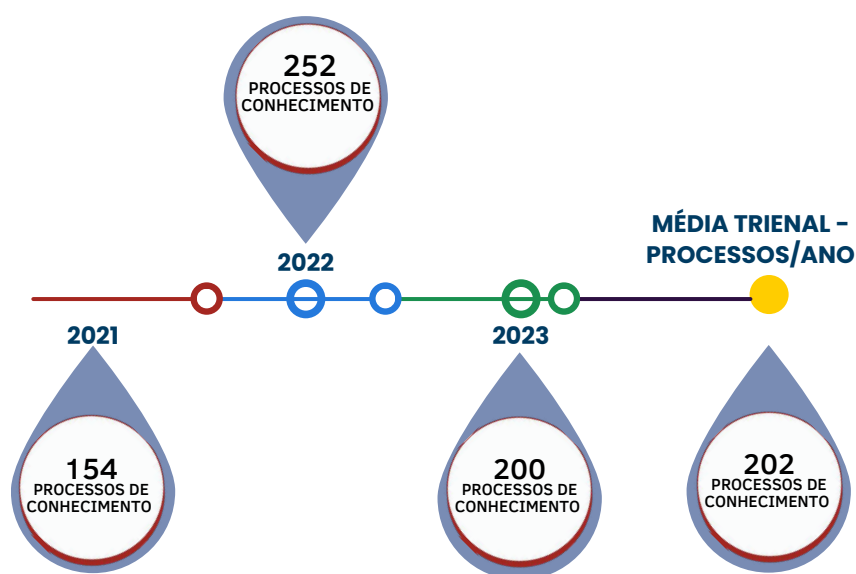 252
PROCESSOS DE
CONHECIMENTO
MÉDIA TRIENAL -
PROCESSOS/ANO
2022
2021
2023
154
PROCESSOS DE
CONHECIMENTO
200
PROCESSOS DE
CONHECIMENTO
202
PROCESSOS DE
CONHECIMENTO